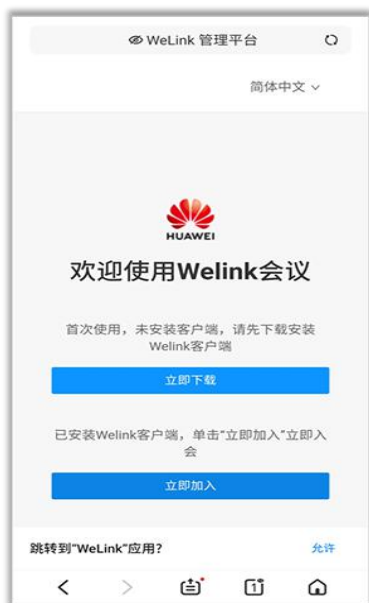 WeLink 管理平台
简体中文
HUAWEI
欢迎使用Welink会议
首次使用，未安装客户端，请先下载安装
Welink客户端
立即下载
已安装Welink客户端，单击“立即加入”立即入
会
立即加入
跳转到“WeLink”应用?
允许
1